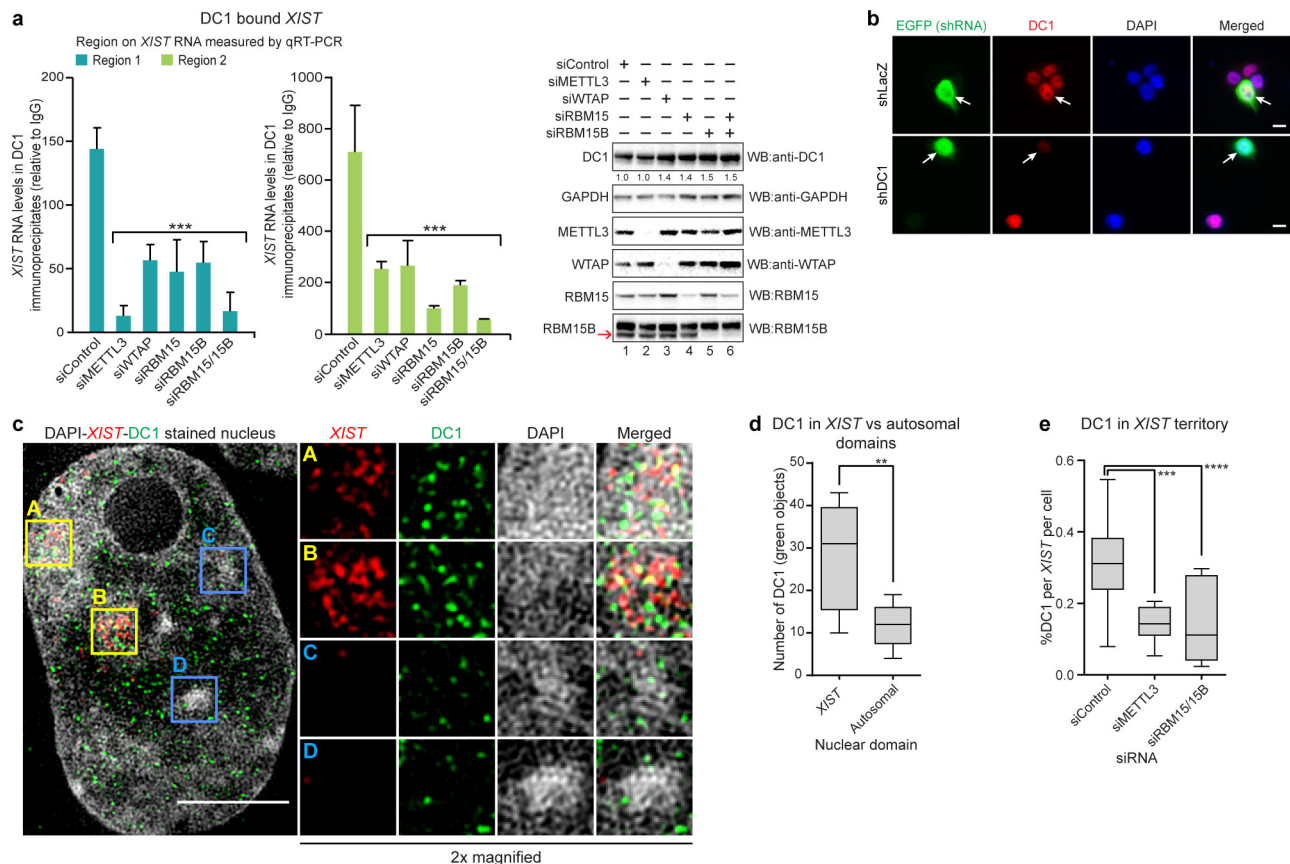 a
DC1 bound XIST
Region on XIST RNA measured by qRT-PCR
Region 1
Region 2
XIST RNA levels in DC1
immunoprecipitates (relative to IgG)
200
150
100
50
0
***
siControl
siMETTL3
siWTAP
siRBM15
siRBM15B
siRBM15/15B
XIST RNA levels in DC1
immunoprecipitates (relative to IgG)
1000
800
600
400
200
0
***
siControl
siMETTL3
siWTAP
siRBM15
siRBM15B
siRBM15/15B
siControl + − − − − −
siMETTL3 − + − − − −
siWTAP − − + − − −
siRBM15 − − − + − +
siRBM15B − − − − + +
DC1 WB:anti-DC1
1.0 1.0 1.4 1.4 1.5 1.5
GAPDH WB:anti-GAPDH
METTL3 WB:anti-METTL3
WTAP WB:anti-WTAP
RBM15 WB:RBM15
RBM15B WB:RBM15B
1 2 3 4 5 6
b
EGFP (shRNA) DC1 DAPI Merged
shLacZ
shDC1
c
DAPI-XIST-DC1 stained nucleus
XIST DC1 DAPI Merged
A
B
C
D
A
B
C
D
2x magnified
d
DC1 in XIST vs autosomal
domains
Number of DC1 (green objects)
50
40
30
20
10
0
**
XIST
Autosomal
Nuclear domain
e
DC1 in XIST territory
%DC1 per XIST per cell
0.6
0.4
0.2
0.0
***
****
siControl
siMETTL3
siRBM15/15B
siRNA